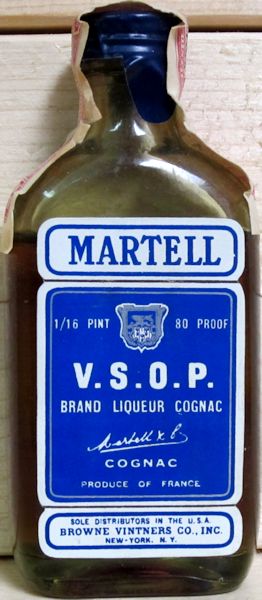 MARTELL
1/16 PINT 80 PROOF
V.S.O.P.
BRAND LIQUEUR COGNAC
Martell & Co
COGNAC
PRODUCE OF FRANCE
SOLE DISTRIBUTORS IN THE U.S.A.
BROWNE VINTNERS CO., INC.
NEW-YORK. N.Y.